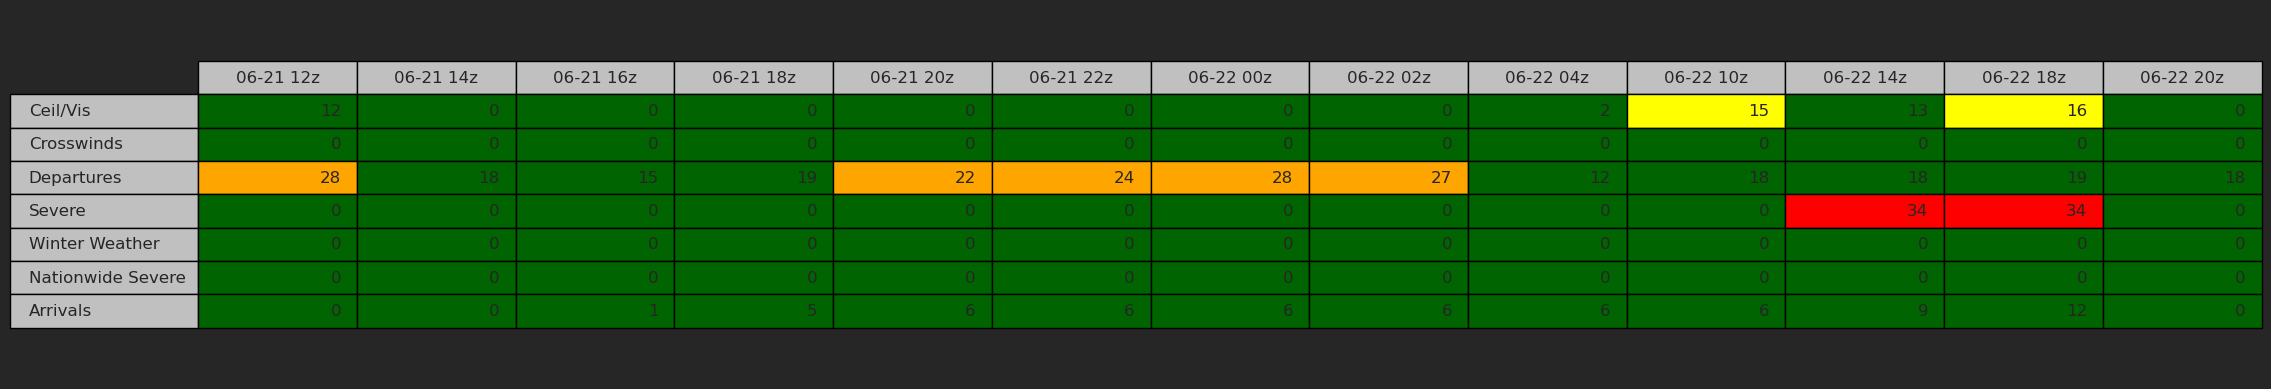 06-21 12z 06-21 14z 06-21 16z 06-21 18z 06-21 20z 06-21 22z 06-22 00z 06-22 02z 06-22 04z 06-22 10z 06-22 14z 06-22 18z 06-22 20z
Ceil/Vis 12 0 0 0 0 0 0 0 2 15 13 16 0
Crosswinds 0 0 0 0 0 0 0 0 0 0 0 0 0
Departures 28 18 15 19 22 24 28 27 12 18 18 19 18
Severe 0 0 0 0 0 0 0 0 0 0 34 34 0
Winter Weather 0 0 0 0 0 0 0 0 0 0 0 0 0
Nationwide Severe 0 0 0 0 0 0 0 0 0 0 0 0 0
Arrivals 0 0 1 5 6 6 6 6 6 6 9 12 0